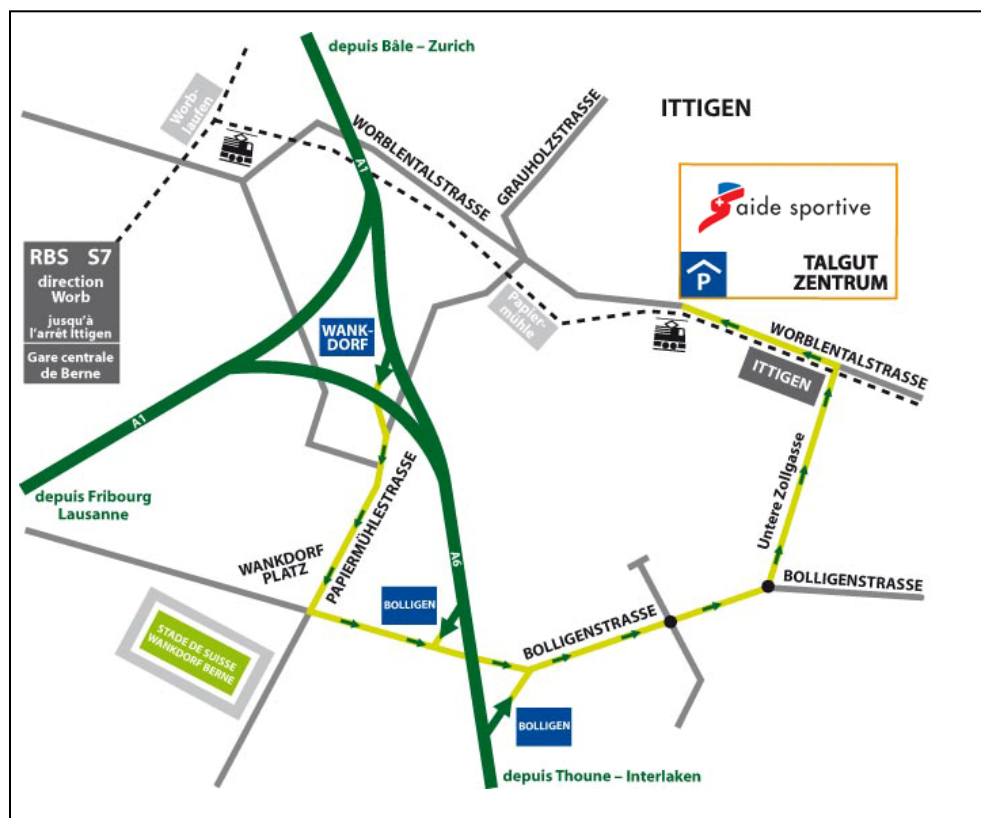 depuis Bâle – Zurich
ITTIGEN
Worb-
laufen
A1
WORBLENTALSTRASSE
GRAUHOLZSTRASSE
aide sportive
P
TALGUT
ZENTRUM
RBS S7
direction
Worb
jusqu'à
l'arrêt Ittigen
Gare centrale
de Berne
WANK-
DORF
Papier-
mühle
WORBLENTALSTRASSE
ITTIGEN
A1
depuis Fribourg
Lausanne
PAPIERMÜHLESTRASSE
Untere Zollgasse
WANKDORF
PLATZ
A6
BOLLIGEN
BOLLIGENSTRASSE
BOLLIGENSTRASSE
STADE DE SUISSE
WANKDORF BERNE
BOLLIGEN
depuis Thoune – Interlaken